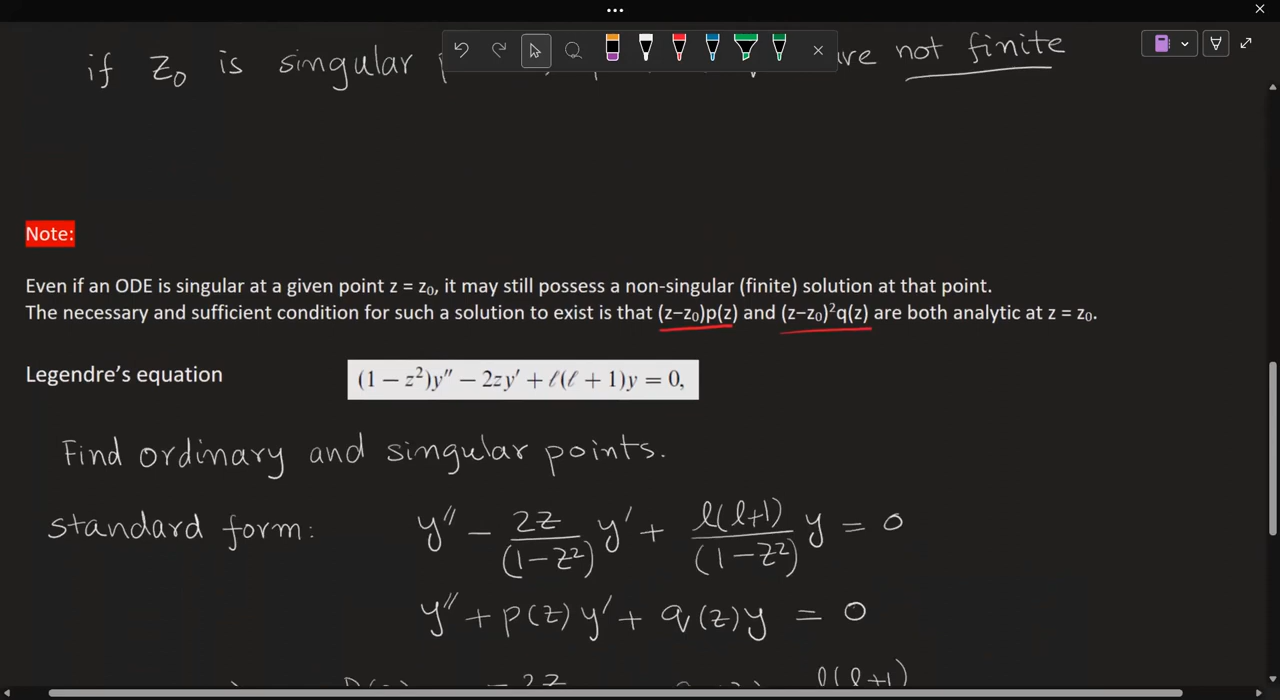 if z₀ is singular are not finite
Note:
Even if an ODE is singular at a given point z = z₀, it may still possess a non-singular (finite) solution at that point.
The necessary and sufficient condition for such a solution to exist is that (z−z₀)p(z) and (z−z₀)²q(z) are both analytic at z = z₀.
Legendre's equation (1 − z²)y″ − 2zy′ + ℓ(ℓ + 1)y = 0,
Find ordinary and singular points.
standard form: y″ − 2z/(1−z²) y′ + l(l+1)/(1−z²) y = 0
y″ + p(z) y′ + q(z)y = 0